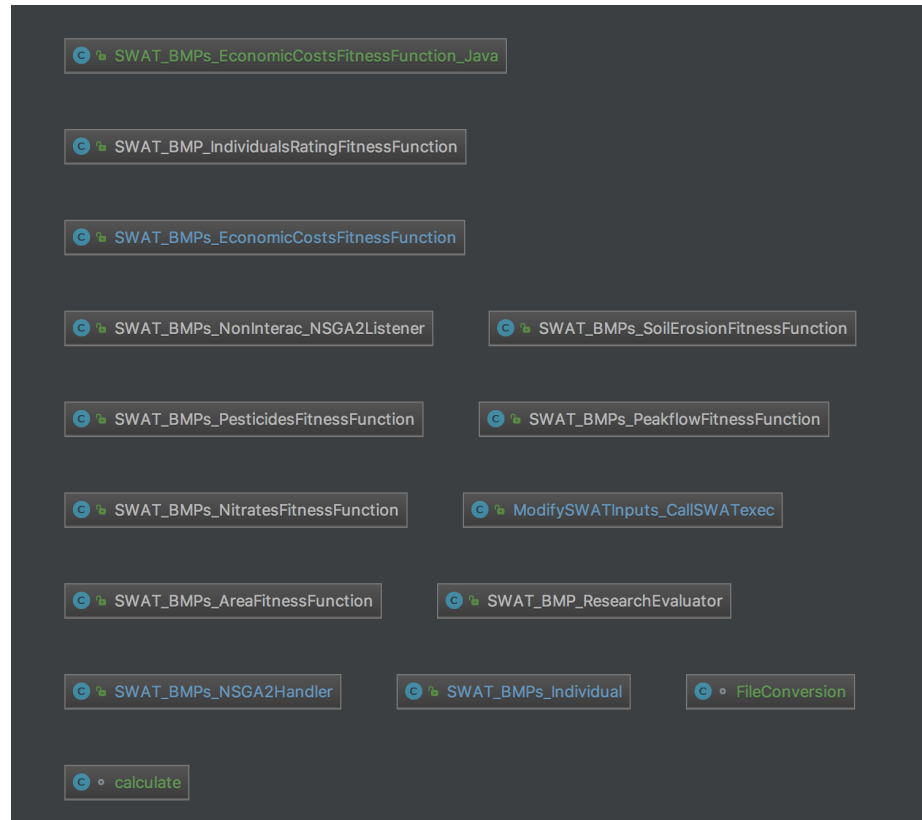 SWAT_BMPs_EconomicCostsFitnessFunction_Java
SWAT_BMP_IndividualsRatingFitnessFunction
SWAT_BMPs_EconomicCostsFitnessFunction
SWAT_BMPs_NonInterac_NSGA2Listener SWAT_BMPs_SoilErosionFitnessFunction
SWAT_BMPs_PesticidesFitnessFunction SWAT_BMPs_PeakflowFitnessFunction
SWAT_BMPs_NitratesFitnessFunction ModifySWATInputs_CallSWATexec
SWAT_BMPs_AreaFitnessFunction SWAT_BMP_ResearchEvaluator
SWAT_BMPs_NSGA2Handler SWAT_BMPs_Individual FileConversion
calculate